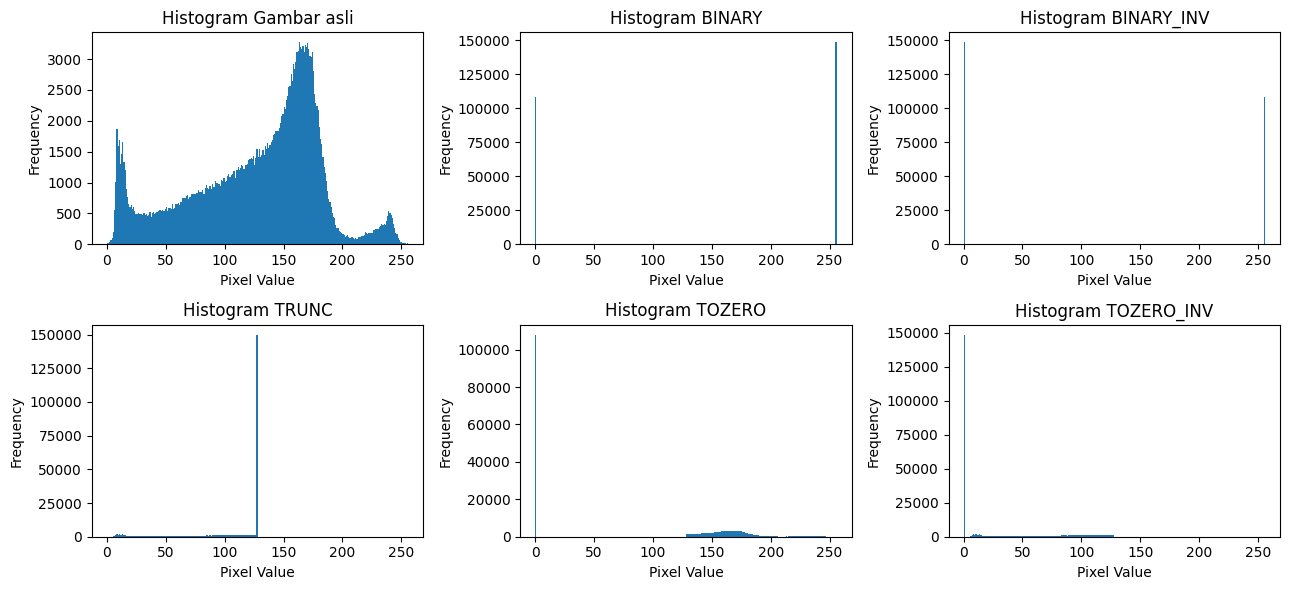 Histogram Gambar asli
3000
2500
2000
1500
1000
500
0
Frequency
0 50 100 150 200 250
Pixel Value
Histogram BINARY
150000
125000
100000
75000
50000
25000
0
Frequency
0 50 100 150 200 250
Pixel Value
Histogram BINARY_INV
150000
125000
100000
75000
50000
25000
0
Frequency
0 50 100 150 200 250
Pixel Value
Histogram TRUNC
150000
125000
100000
75000
50000
25000
0
Frequency
0 50 100 150 200 250
Pixel Value
Histogram TOZERO
100000
80000
60000
40000
20000
0
Frequency
0 50 100 150 200 250
Pixel Value
Histogram TOZERO_INV
150000
125000
100000
75000
50000
25000
0
Frequency
0 50 100 150 200 250
Pixel Value